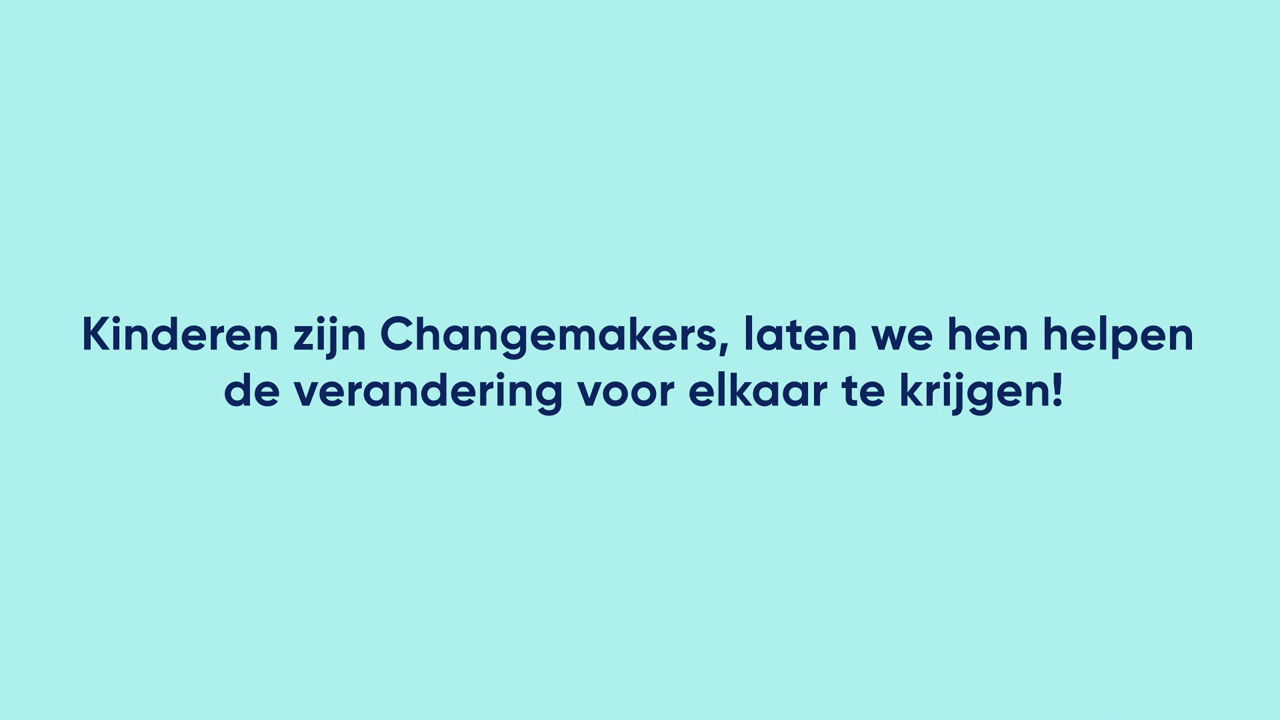 Kinderen zijn Changemakers, laten we hen helpen
de verandering voor elkaar te krijgen!